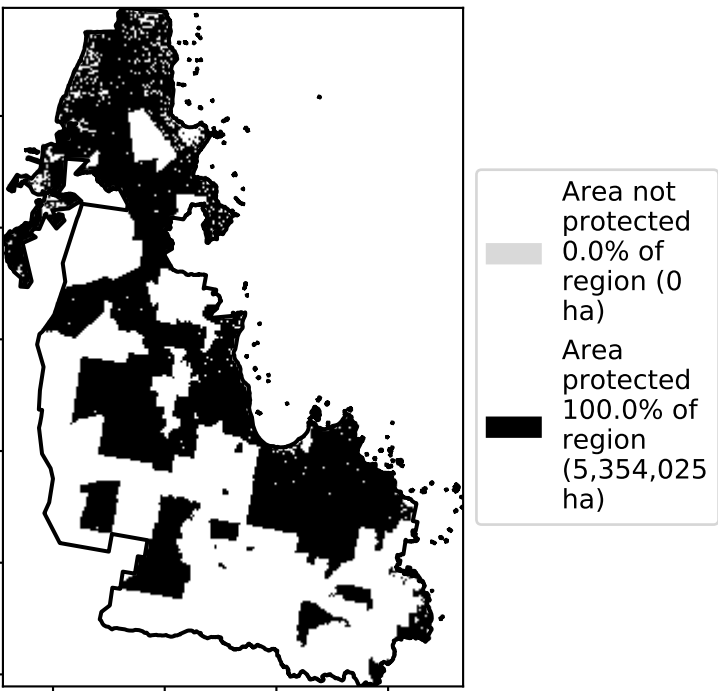 Area not
protected
0.0% of
region (0
ha)
Area
protected
100.0% of
region
(5,354,025
ha)